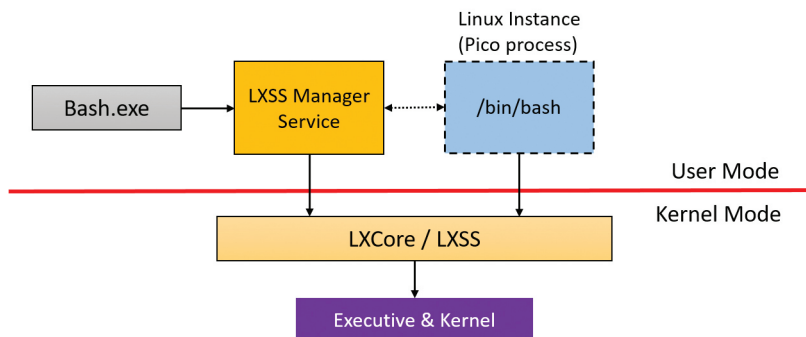 Linux Instance
(Pico process)
Bash.exe
LXSS Manager
Service
/bin/bash
User Mode
Kernel Mode
LXCore / LXSS
Executive & Kernel